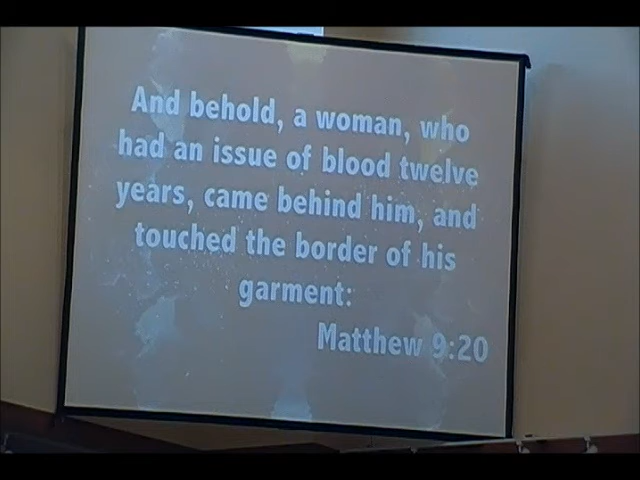 And behold, a woman, who
had an issue of blood twelve
years, came behind him, and
touched the border of his
garment:
Matthew 9:20